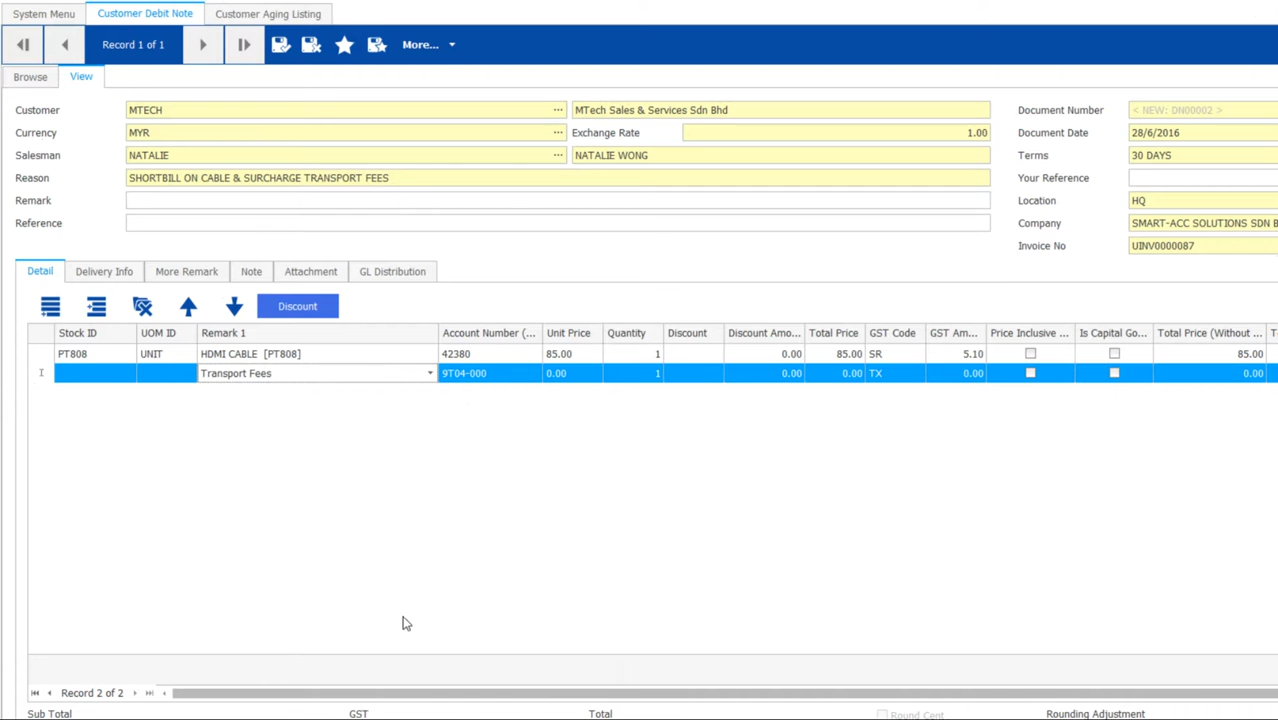 System Menu Customer Debit Note Customer Aging Listing
Record 1 of 1 More...
Browse View
Customer MTECH ... MTech Sales & Services Sdn Bhd Document Number < NEW: DN00002 >
Currency MYR ... Exchange Rate 1.00 Document Date 28/6/2016
Salesman NATALIE ... NATALIE WONG Terms 30 DAYS
Reason SHORTBILL ON CABLE & SURCHARGE TRANSPORT FEES Your Reference
Remark Location HQ
Reference Company SMART-ACC SOLUTIONS SDN B
Invoice No UINV0000087
Detail Delivery Info More Remark Note Attachment GL Distribution
Discount
Stock ID UOM ID Remark 1 Account Number (... Unit Price Quantity Discount Discount Amo... Total Price GST Code GST Am... Price Inclusive ... Is Capital Go... Total Price (Without ... T
PT808 UNIT HDMI CABLE [PT808] 42380 85.00 1 0.00 85.00 SR 5.10 85.00
Transport Fees 9T04-000 0.00 1 0.00 0.00 TX 0.00 0.00
Record 2 of 2
Sub Total GST Total Round Cent Rounding Adjustment